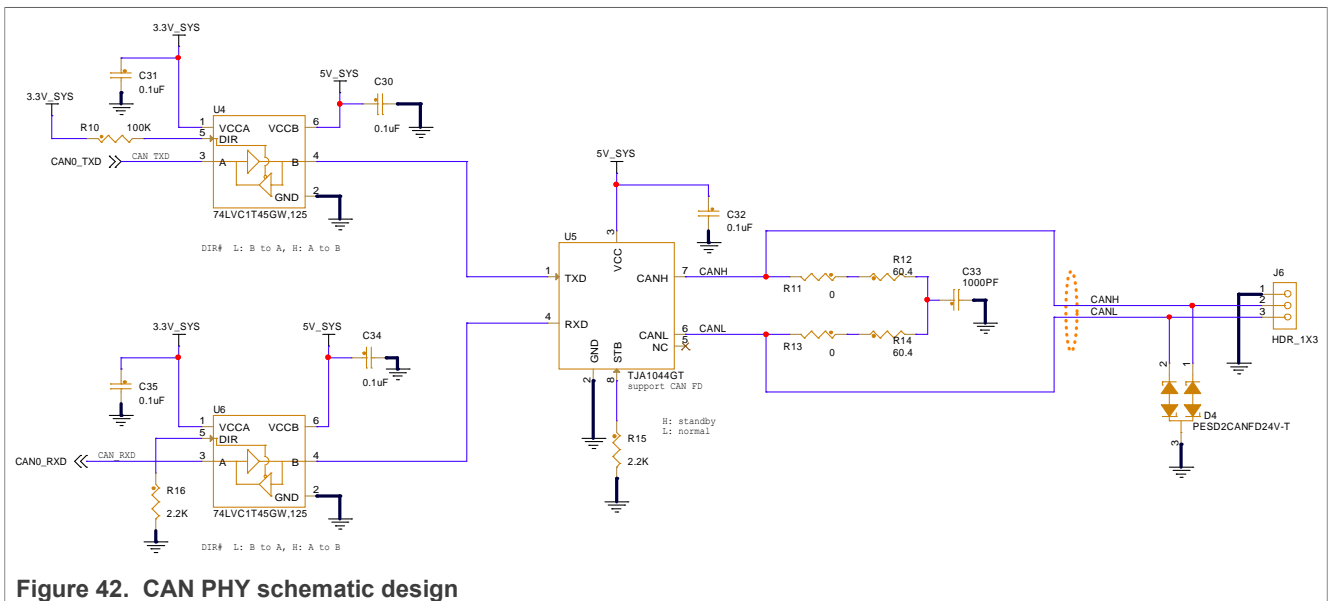 3.3V_SYS
C31
0.1uF
3.3V_SYS
R10 100K
CAN0_TXD CAN_TXD
U4
1 VCCA VCCB 6
5 DIR
3 A B 4
GND 2
74LVC1T45GW,125
DIR# L: B to A, H: A to B
5V_SYS
C30
0.1uF
5V_SYS
C32
0.1uF
U5
3 VCC
1 TXD CANH 7 CANH
4 RXD CANL 6 CANL
NC 5
GND STB
2 8
TJA1044GT
support CAN FD
H: standby
L: normal
R15
2.2K
R11
0
R12
60.4
R13
0
R14
60.4
C33
1000PF
CANH
CANL
J6
1
2
3
HDR_1X3
2 1
D4
PESD2CANFD24V-T
3
3.3V_SYS
C35
0.1uF
5V_SYS
C34
0.1uF
U6
1 VCCA VCCB 6
5 DIR
3 A B 4
GND 2
74LVC1T45GW,125
CAN0_RXD CAN_RXD
R16
2.2K
DIR# L: B to A, H: A to B
Figure 42. CAN PHY schematic design